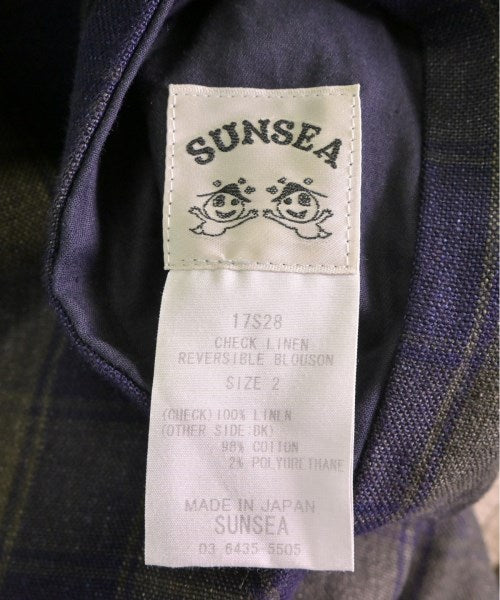 SUNSEA
17S28
CHECK LINEN
REVERSIBLE BLOUSON
SIZE 2
(CHECK)100% LINEN
(OTHER SIDE:BK)
98% COTTON
2% POLYURETHANE
MADE IN JAPAN
SUNSEA
03 6435 5505